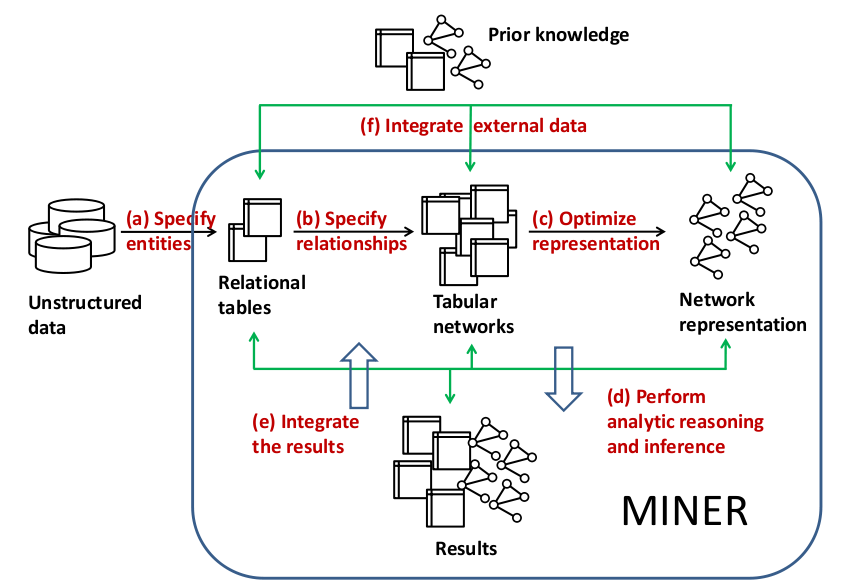 Prior knowledge
(f) Integrate external data
(a) Specify
entities
(b) Specify
relationships
(c) Optimize
representation
Unstructured
data
Relational
tables
Tabular
networks
Network
representation
(e) Integrate
the results
(d) Perform
analytic reasoning
and inference
MINER
Results